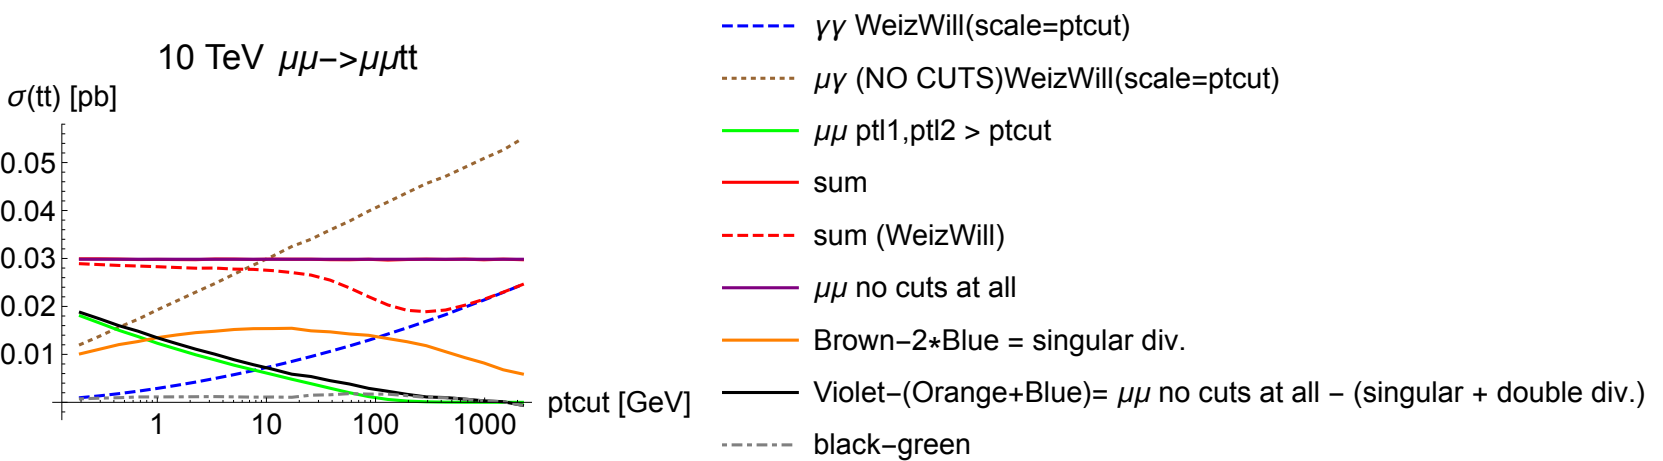 10 TeV μμ−>μμtt
σ(tt) [pb]
0.05
0.04
0.03
0.02
0.01
1 10 100 1000
ptcut [GeV]
γγ WeizWill(scale=ptcut)
μγ (NO CUTS)WeizWill(scale=ptcut)
μμ ptl1,ptl2 > ptcut
sum
sum (WeizWill)
μμ no cuts at all
Brown−2*Blue = singular div.
Violet−(Orange+Blue)= μμ no cuts at all − (singular + double div.)
black−green